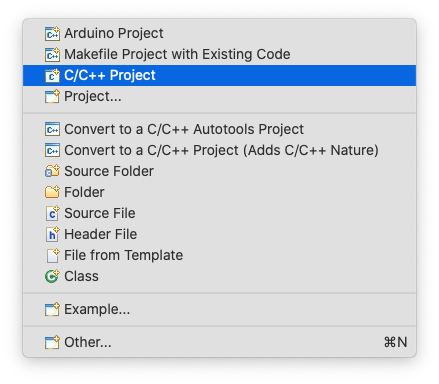 Arduino Project
Makefile Project with Existing Code
C/C++ Project
Project...
Convert to a C/C++ Autotools Project
Convert to a C/C++ Project (Adds C/C++ Nature)
Source Folder
Folder
Source File
Header File
File from Template
Class
Example...
Other... ⌘N